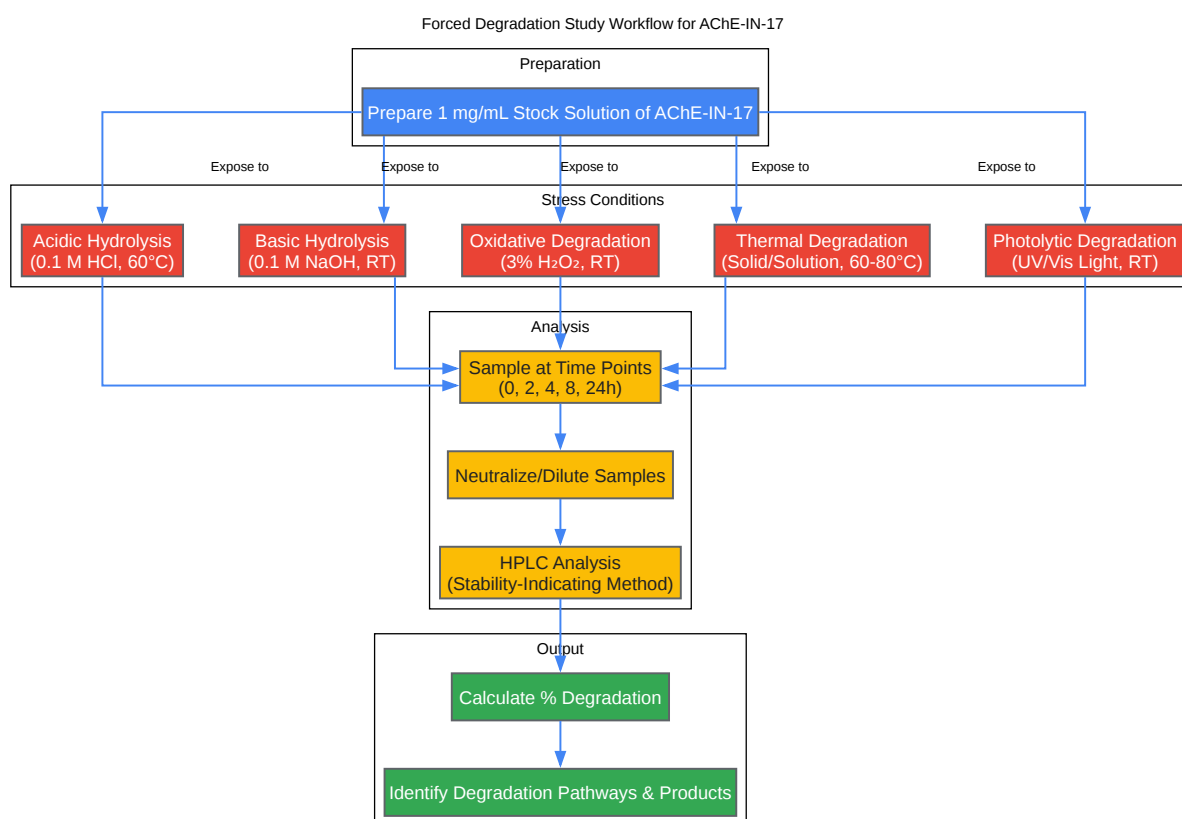 Forced Degradation Study Workflow for AChE-IN-17
Preparation
Prepare 1 mg/mL Stock Solution of AChE-IN-17
Expose to
Expose to
Expose to
Expose to
Expose to
Stress Conditions
Acidic Hydrolysis
(0.1 M HCl, 60°C)
Basic Hydrolysis
(0.1 M NaOH, RT)
Oxidative Degradation
(3% H₂O₂, RT)
Thermal Degradation
(Solid/Solution, 60-80°C)
Photolytic Degradation
(UV/Vis Light, RT)
Analysis
Sample at Time Points
(0, 2, 4, 8, 24h)
Neutralize/Dilute Samples
HPLC Analysis
(Stability-Indicating Method)
Output
Calculate % Degradation
Identify Degradation Pathways & Products